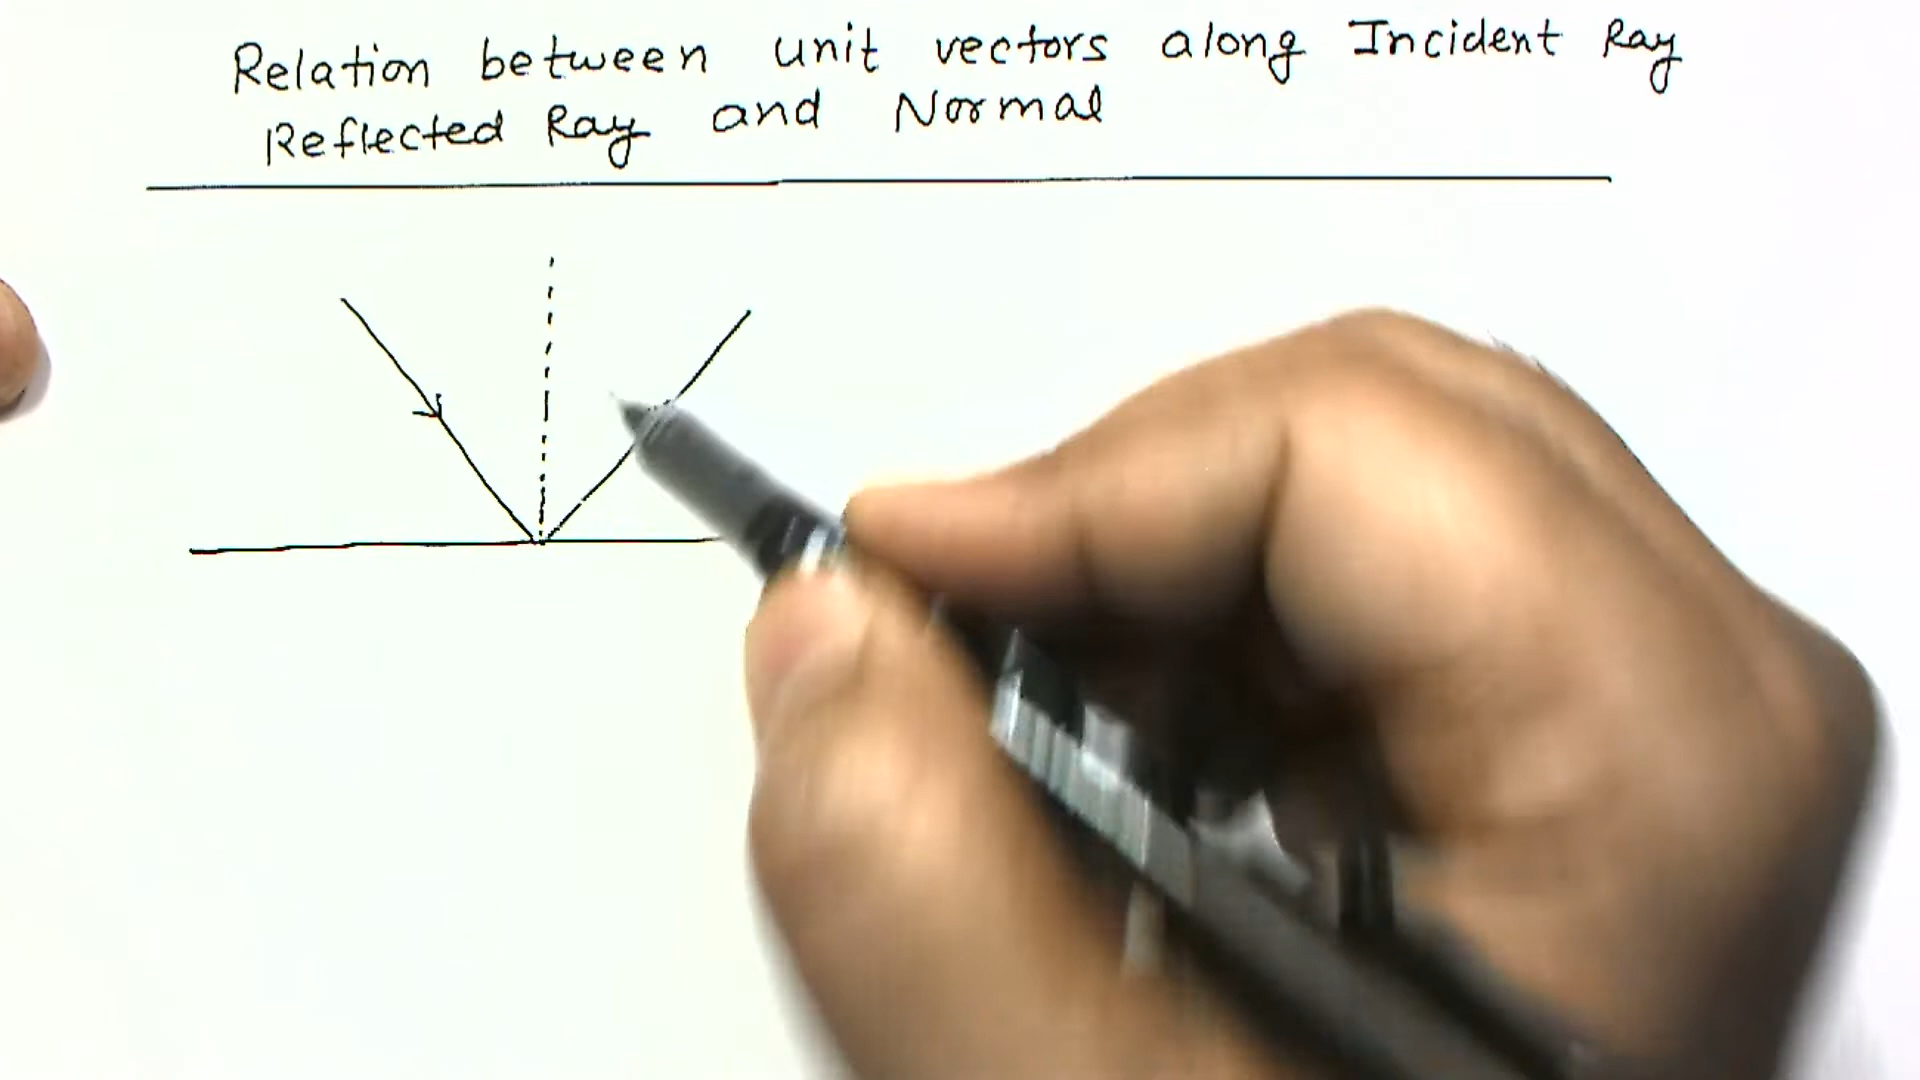 Relation between unit vectors along Incident Ray
Reflected Ray and Normal